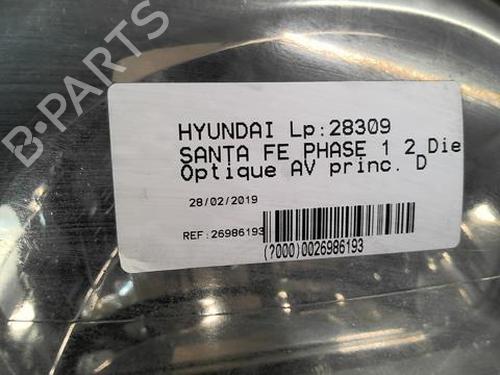 B-PARTS
HYUNDAI Lp:28309
SANTA FE PHASE 1 2 Die
Optique AV princ. D
28/02/2019
REF:26986193
(?000)0026986193